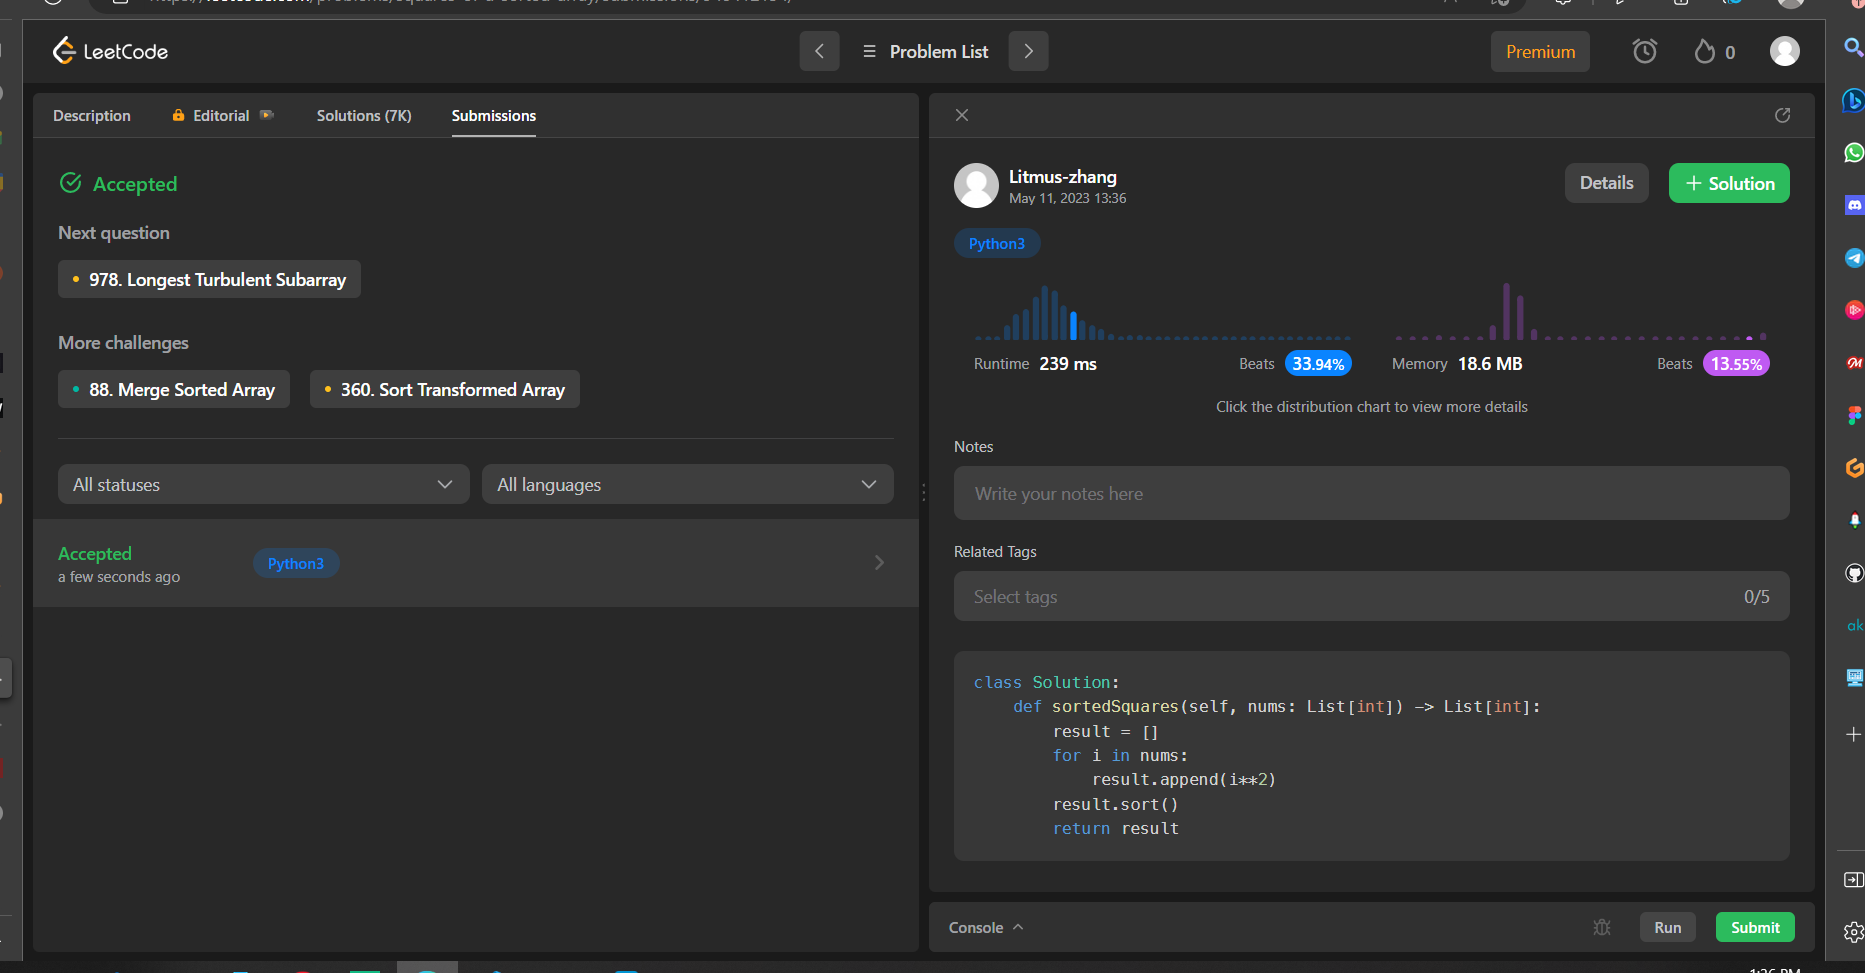 LeetCode
Problem List
Premium
0
Description
Editorial
Solutions (7K)
Submissions
Accepted
Next question
978. Longest Turbulent Subarray
More challenges
88. Merge Sorted Array
360. Sort Transformed Array
All statuses
All languages
Accepted
a few seconds ago
Python3
Litmus-zhang
May 11, 2023 13:36
Details
+ Solution
Python3
Runtime 239 ms
Beats 33.94%
Memory 18.6 MB
Beats 13.55%
Click the distribution chart to view more details
Notes
Write your notes here
Related Tags
Select tags
0/5
class Solution:
    def sortedSquares(self, nums: List[int]) -> List[int]:
        result = []
        for i in nums:
            result.append(i**2)
        result.sort()
        return result
Console
Run
Submit
ak